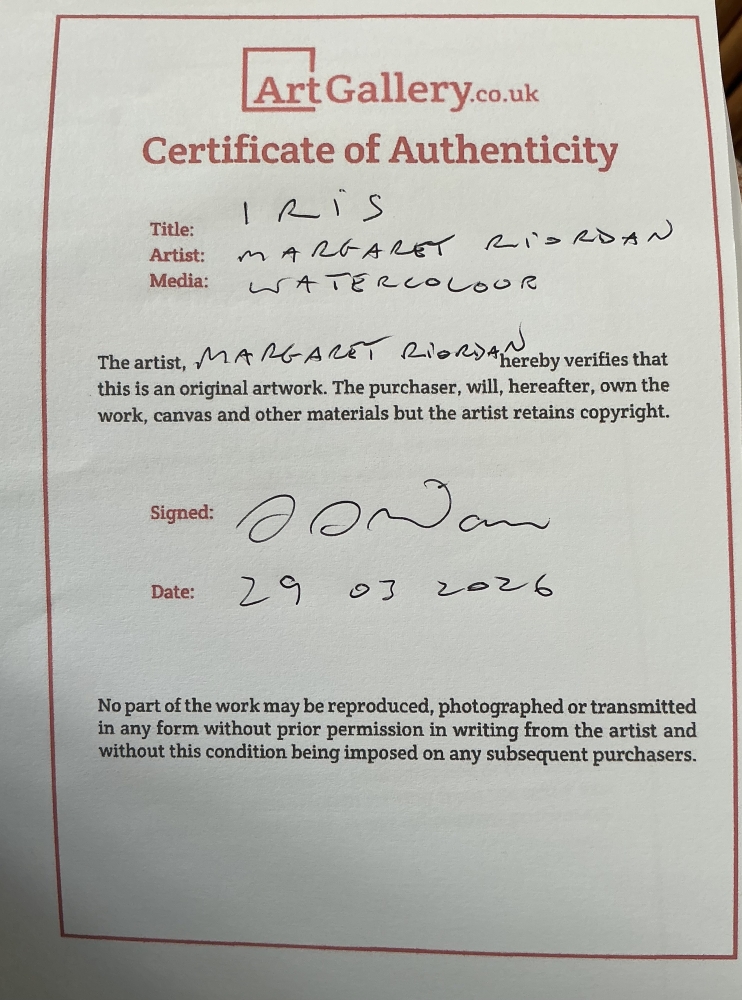 ArtGallery.co.uk
Certificate of Authenticity
Title: IRIS
Artist: MARGARET RIORDAN
Media: WATERCOLOUR
The artist, MARGARET RIORDAN hereby verifies that
this is an original artwork. The purchaser, will, hereafter, own the
work, canvas and other materials but the artist retains copyright.
Signed:
Date: 29 03 2026
No part of the work may be reproduced, photographed or transmitted
in any form without prior permission in writing from the artist and
without this condition being imposed on any subsequent purchasers.